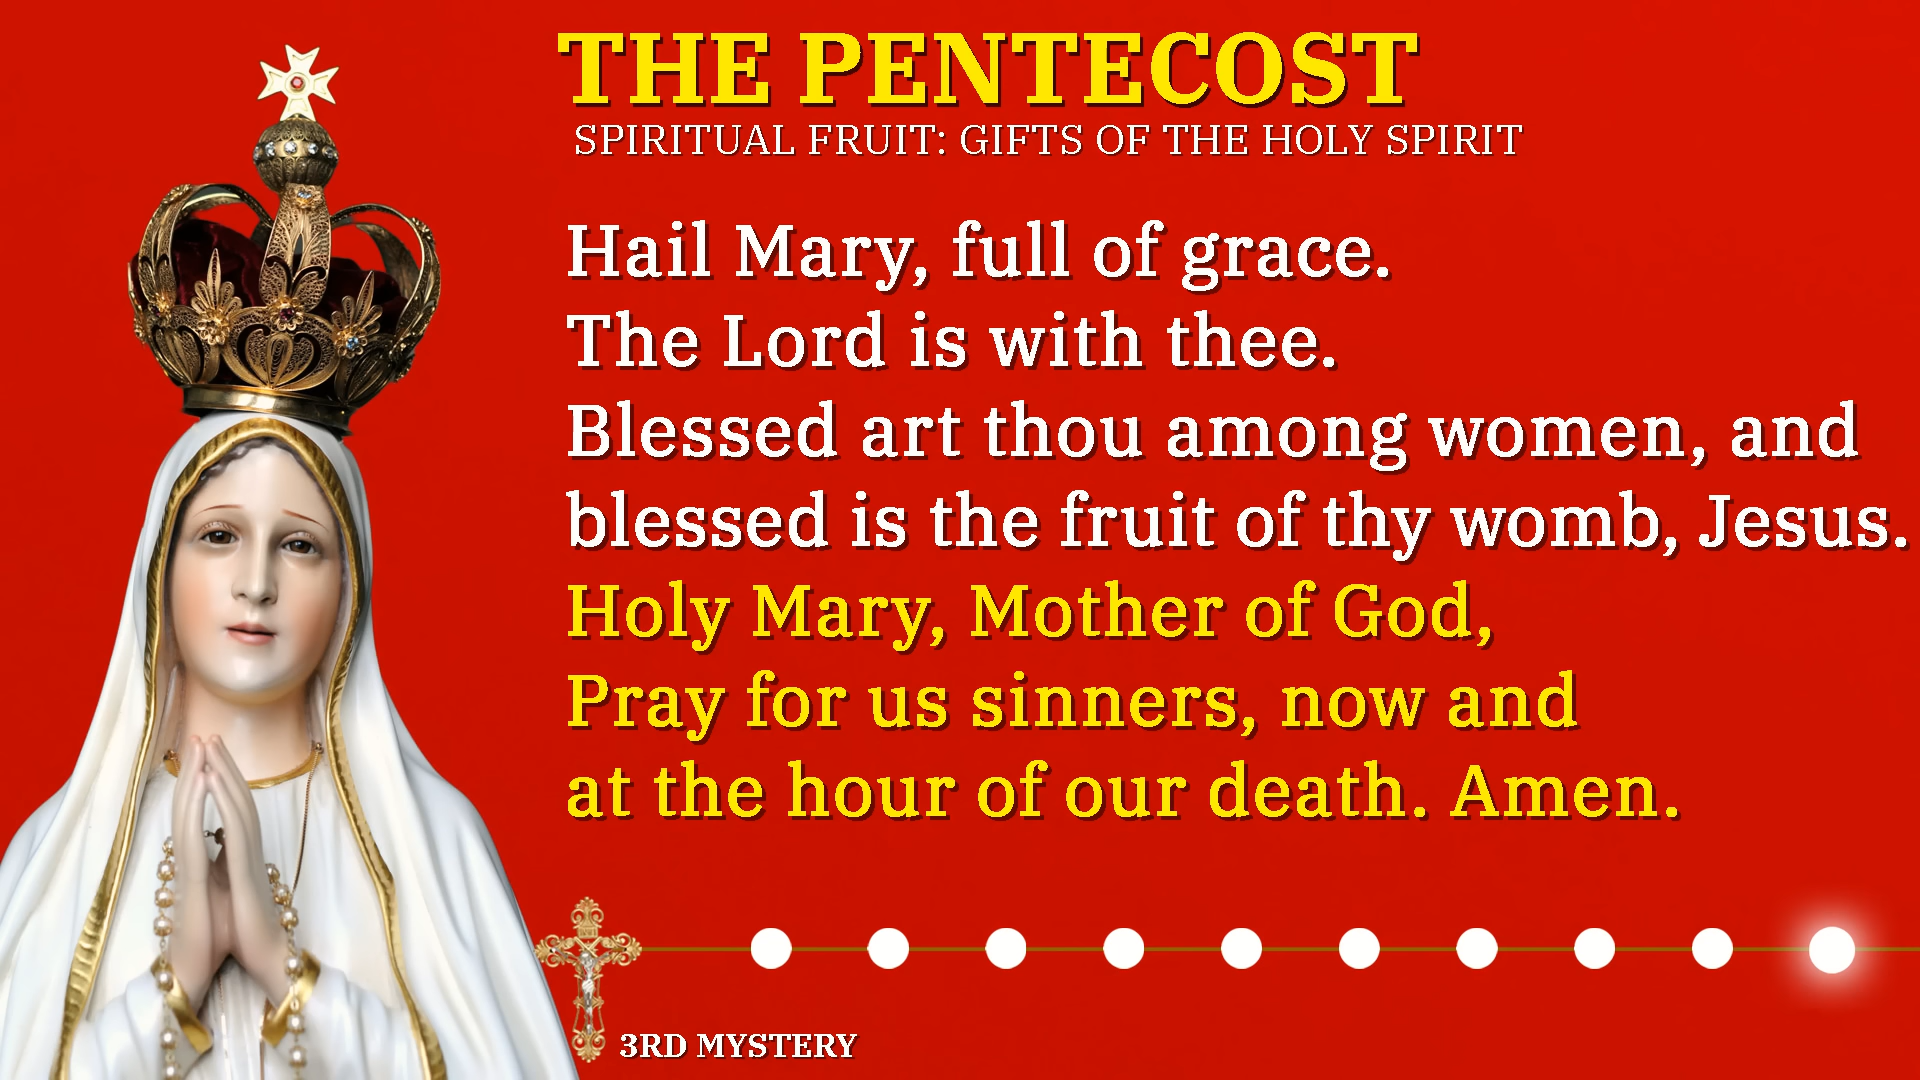 THE PENTECOST
SPIRITUAL FRUIT: GIFTS OF THE HOLY SPIRIT
Hail Mary, full of grace.
The Lord is with thee.
Blessed art thou among women, and
blessed is the fruit of thy womb, Jesus.
Holy Mary, Mother of God,
Pray for us sinners, now and
at the hour of our death. Amen.
3RD MYSTERY